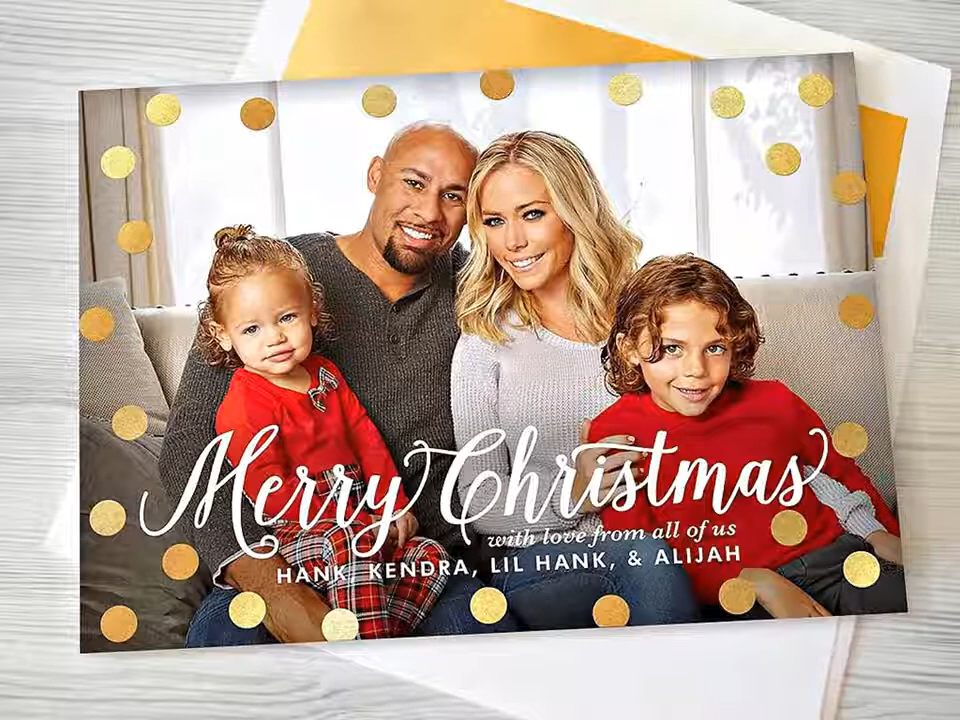 Merry Christmas
with love from all of us
HANK, KENDRA, LIL HANK, & ALIJAH